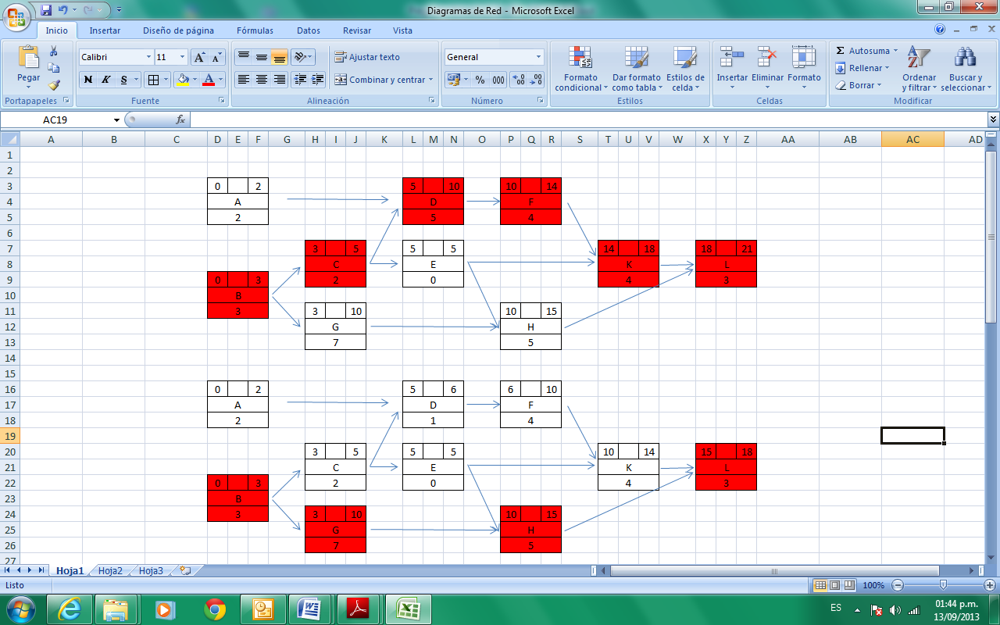 Diagramas de Red - Microsoft Excel
Inicio Insertar Diseño de página Fórmulas Datos Revisar Vista
Pegar Calibri 11 Ajustar texto General Formato condicional Dar formato como tabla Estilos de celda Insertar Eliminar Formato Autosuma Ordenar y filtrar Buscar y seleccionar
N K S Combinar y centrar % 000 Rellenar
Borrar
Portapapeles Fuente Alineación Número Estilos Celdas Modificar
AC19 fx
A B C D E F G H I J K L M N O P Q R S T U V W X Y Z AA AB AC AD
1
2
3 0 2 5 10 10 14
4 A D F
5 2 5 4
6
7 3 5 5 5 14 18 18 21
8 C E K L
9 0 3 2 0 4 3
10 B
11 3 3 10 10 15
12 G H
13 7 5
14
15
16 0 2 5 6 6 10
17 A D F
18 2 1 4
19
20 3 5 5 5 10 14 15 18
21 C E K L
22 0 3 2 0 4 3
23 B
24 3 3 10 10 15
25 G H
26 7 5
27
Hoja1 Hoja2 Hoja3
Listo 100%
ES 01:44 p.m.
13/09/2013